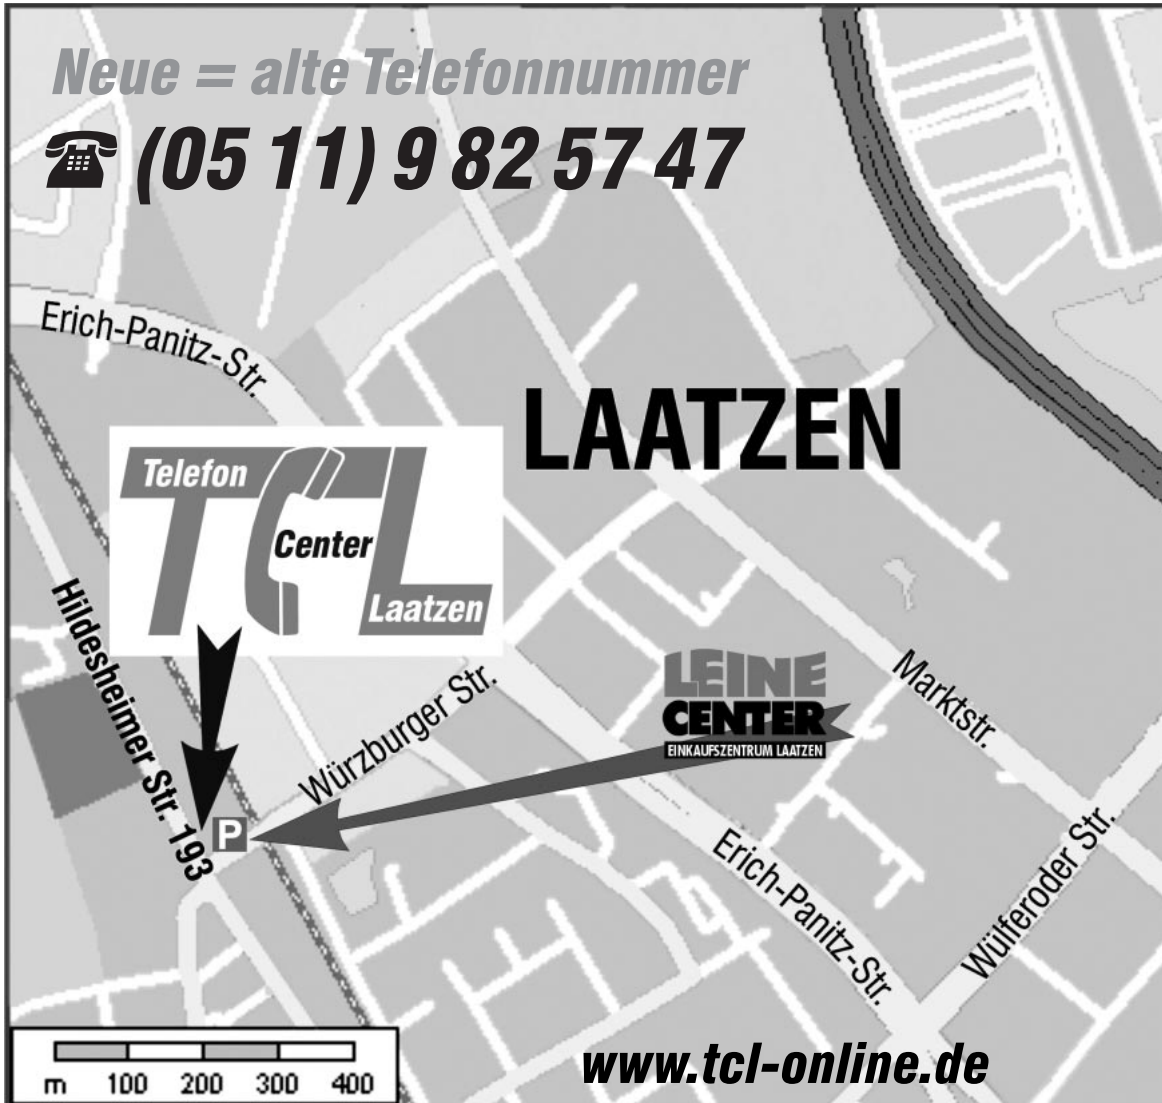 Neue = alte Telefonnummer
☎ (05 11) 9 82 57 47
Erich-Panitz-Str.
LAATZEN
Telefon
Center
Laatzen
Hildesheimer Str. 193
Würzburger Str.
LEINE
CENTER
EINKAUFSZENTRUM LAATZEN
Marktstr.
P
Erich-Panitz-Str.
Wülferoder Str.
m 100 200 300 400
www.tcl-online.de